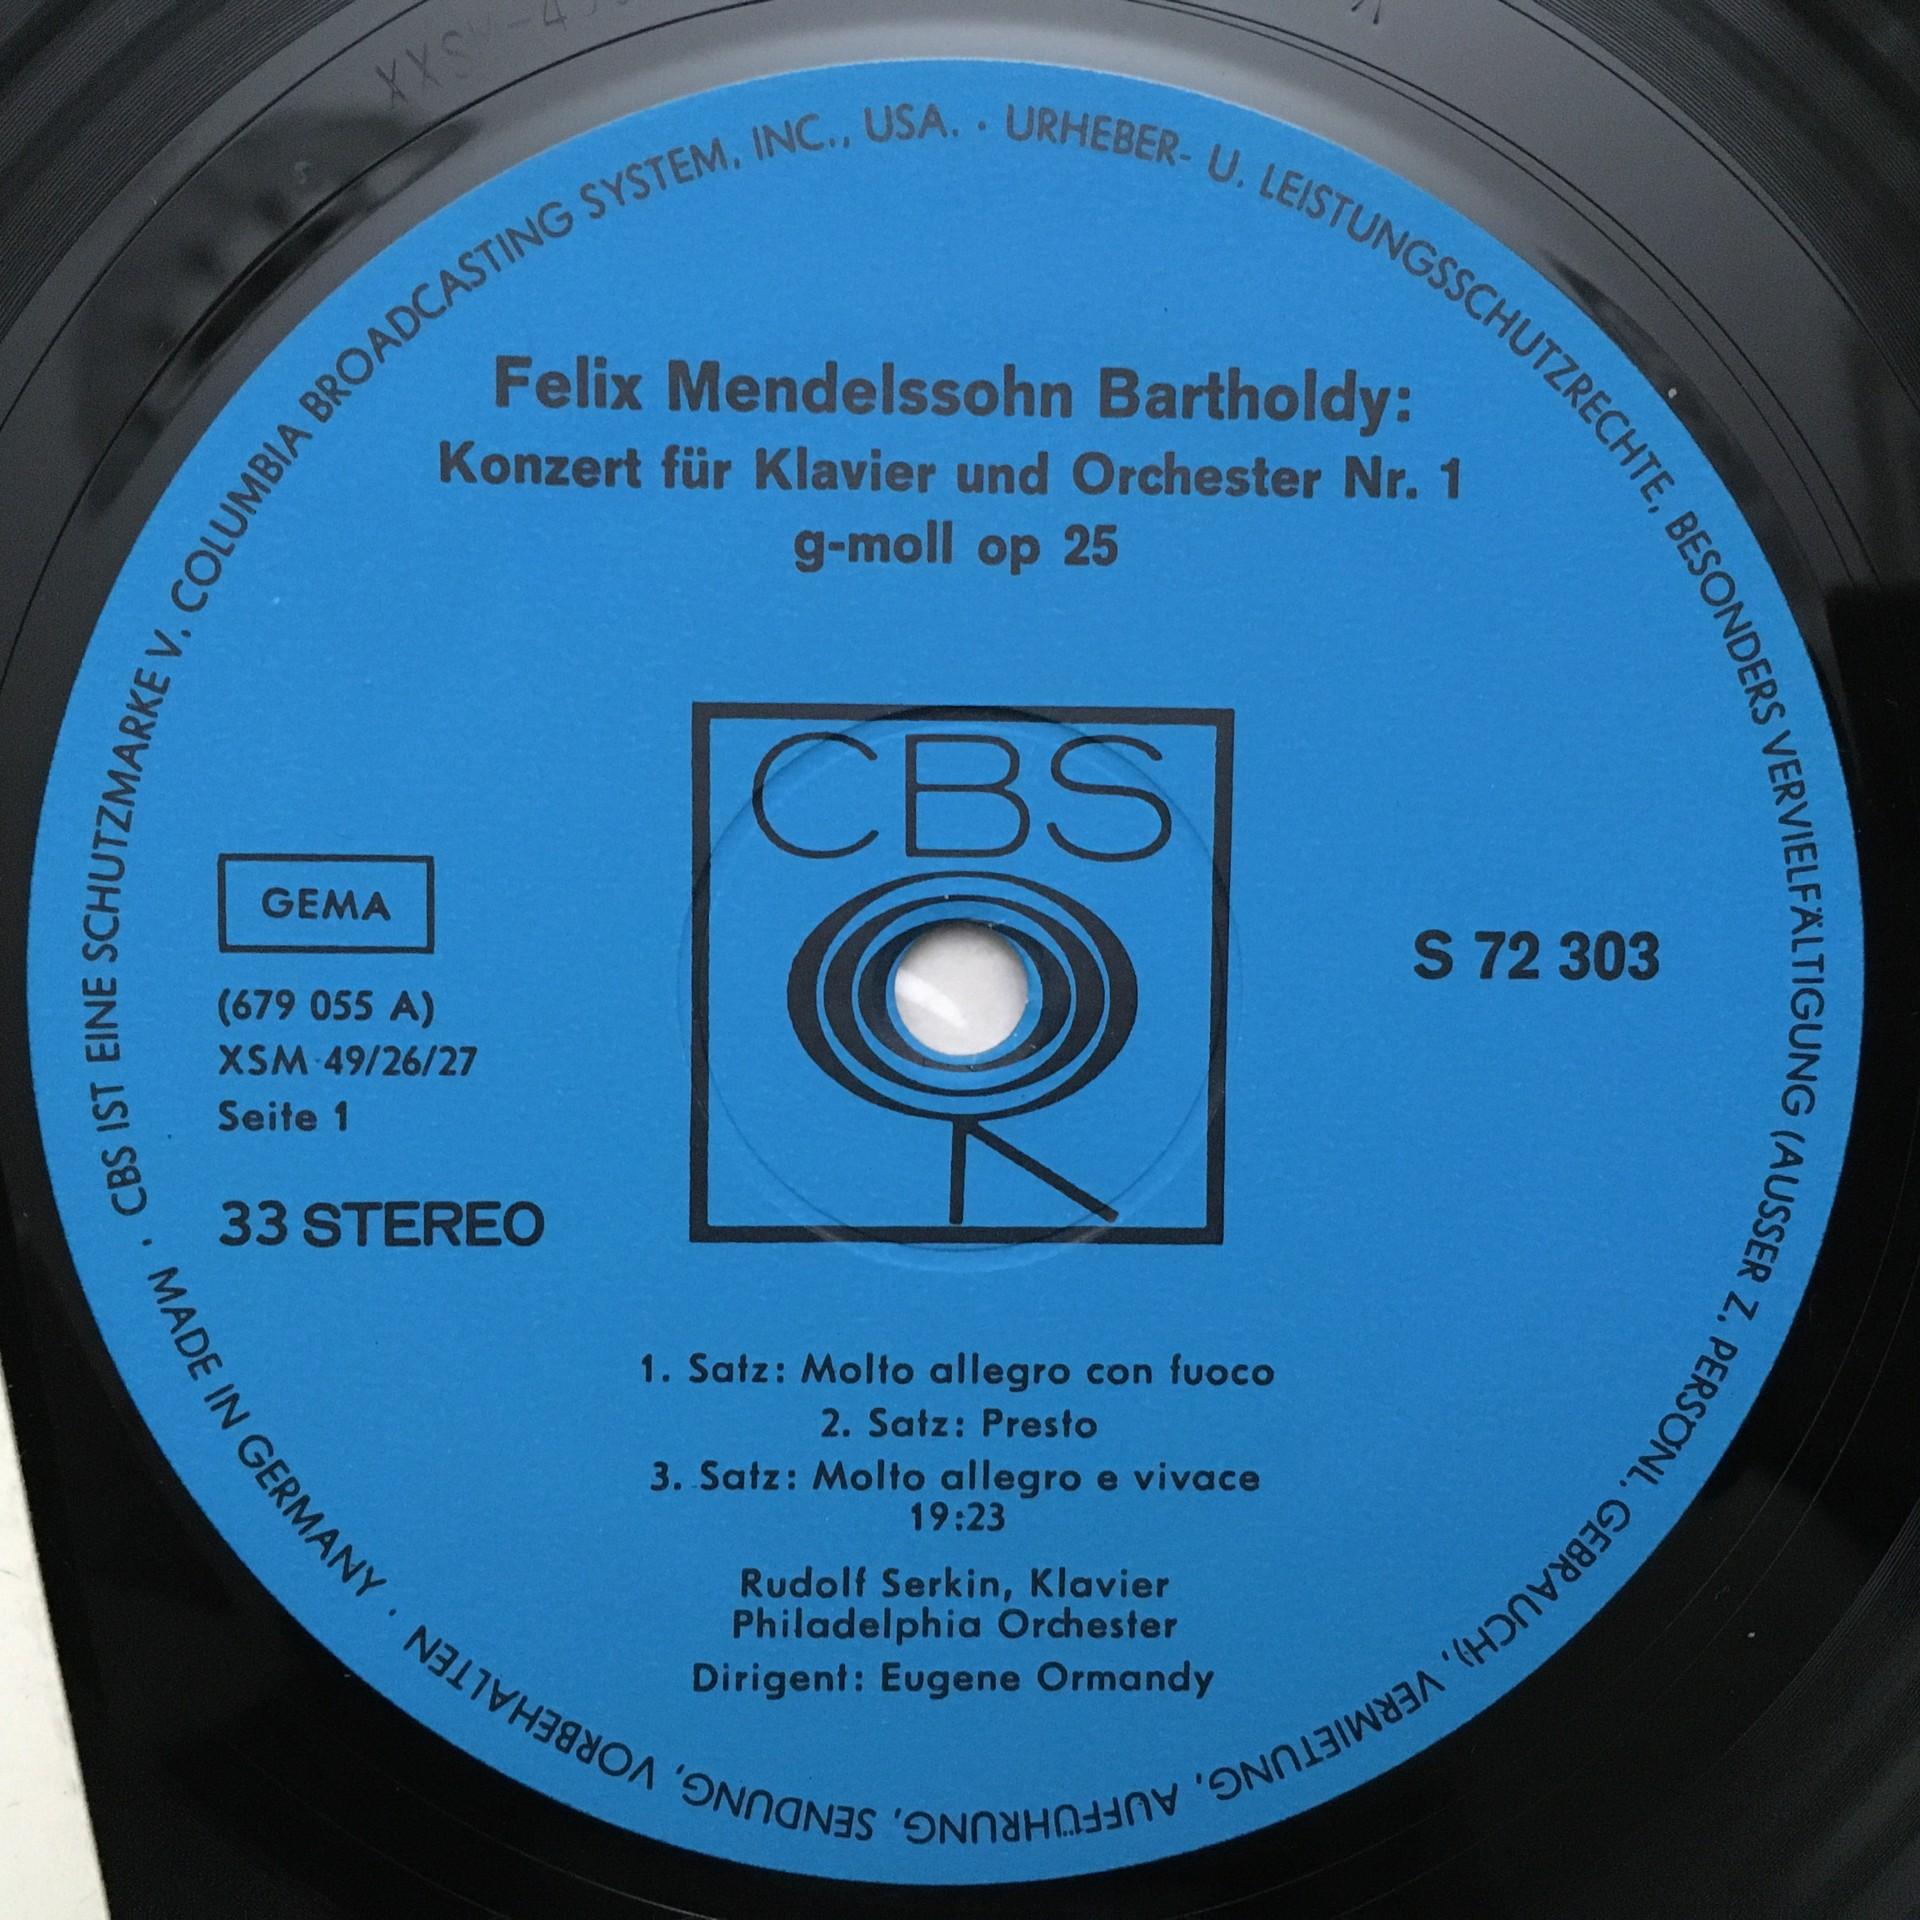 CBS IST EINE SCHUTZMARKE V. COLUMBIA BROADCASTING SYSTEM, INC., USA. · URHEBER- U. LEISTUNGSSCHUTZRECHTE, BESONDERS VERVIELFÄLTIGUNG (AUSSER Z. PERSÖNL. GEBRAUCH), VERMIETUNG, AUFFÜHRUNG, SENDUNG, VORBEHALTEN · MADE IN GERMANY ·
Felix Mendelssohn Bartholdy:
Konzert für Klavier und Orchester Nr. 1
g-moll op 25
CBS
GEMA
(679 055 A)
XSM 49/26/27
Seite 1
33 STEREO
S 72 303
1. Satz: Molto allegro con fuoco
2. Satz: Presto
3. Satz: Molto allegro e vivace
19:23
Rudolf Serkin, Klavier
Philadelphia Orchester
Dirigent: Eugene Ormandy